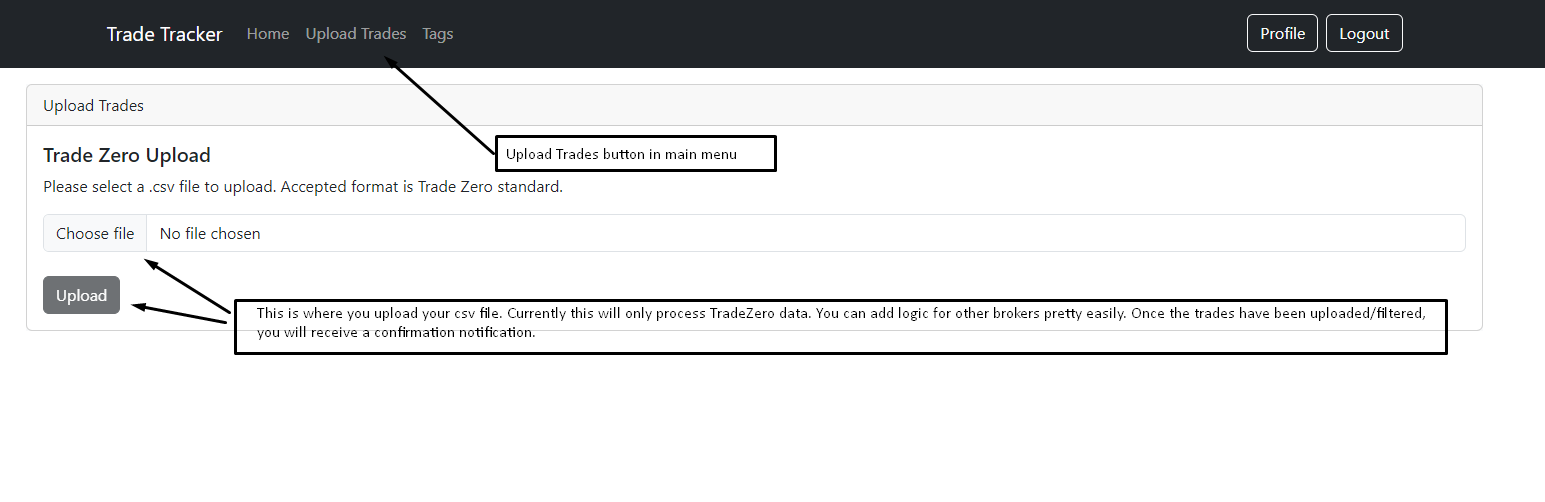 Trade Tracker Home Upload Trades Tags Profile Logout
Upload Trades
Trade Zero Upload
Upload Trades button in main menu
Please select a .csv file to upload. Accepted format is Trade Zero standard.
Choose file No file chosen
Upload
This is where you upload your csv file. Currently this will only process TradeZero data. You can add logic for other brokers pretty easily. Once the trades have been uploaded/filtered,
you will receive a confirmation notification.